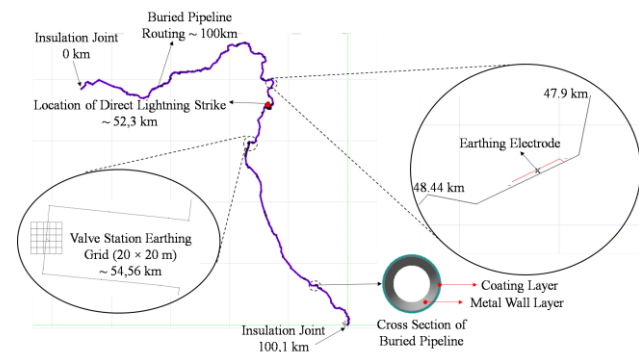 Buried Pipeline
Routing ~ 100km
Insulation Joint
0 km
Location of Direct Lightning Strike
~ 52,3 km
47.9 km
Earthing Electrode
48.44 km
Valve Station Earthing
Grid (20 × 20 m)
~ 54,56 km
Coating Layer
Metal Wall Layer
Cross Section of
Buried Pipeline
Insulation Joint
100,1 km